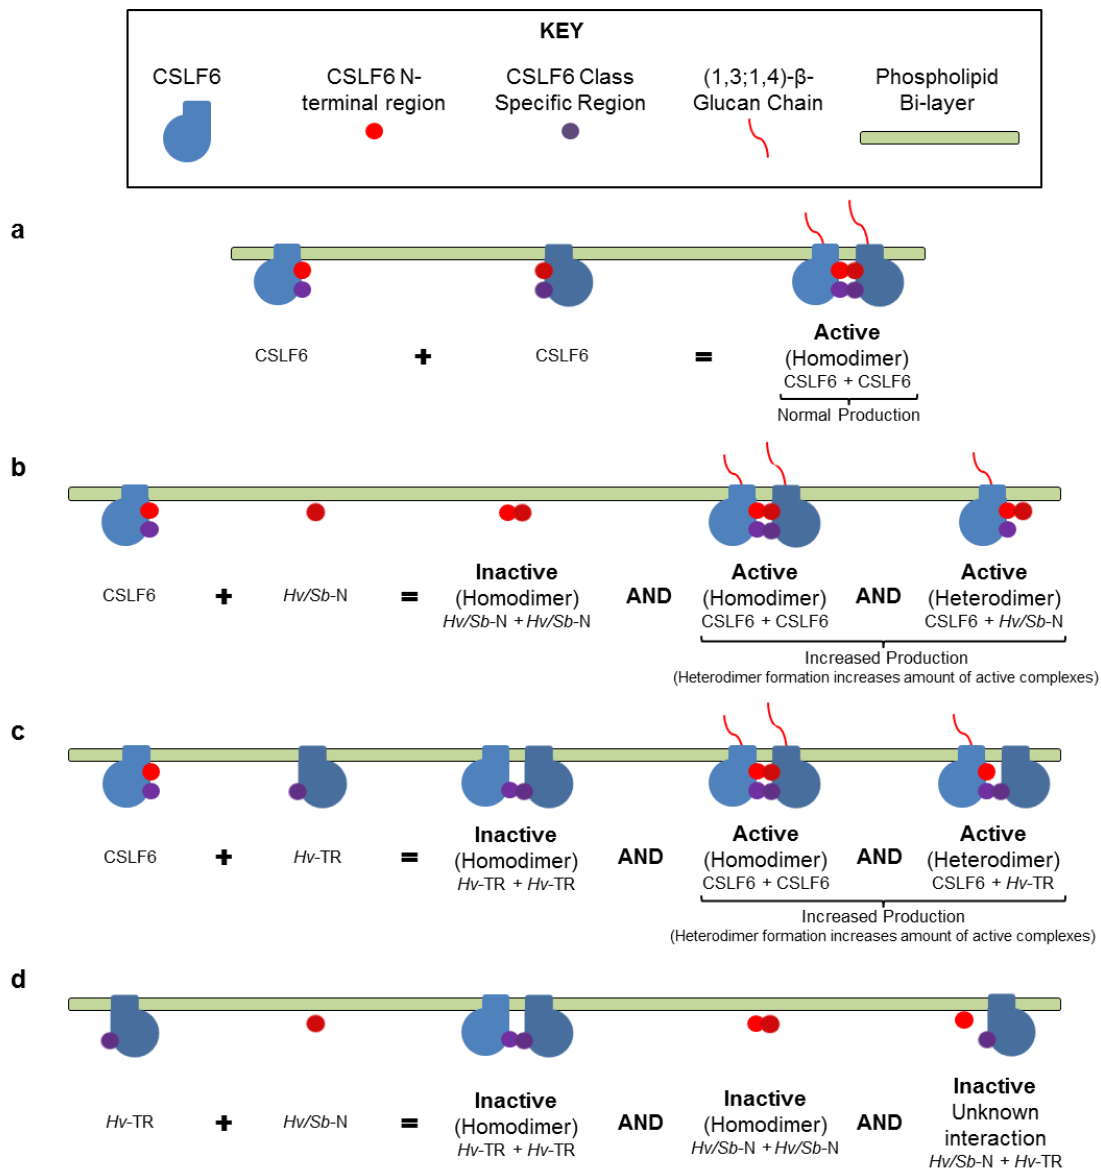 KEY
CSLF6
CSLF6 N-
terminal region
CSLF6 Class
Specific Region
(1,3;1,4)-β-
Glucan Chain
Phospholipid
Bi-layer
a
CSLF6
+
CSLF6
=
Active
(Homodimer)
CSLF6 + CSLF6
Normal Production
b
CSLF6
+
Hv/Sb-N
=
Inactive
(Homodimer)
Hv/Sb-N + Hv/Sb-N
AND
Active
(Homodimer)
CSLF6 + CSLF6
AND
Active
(Heterodimer)
CSLF6 + Hv/Sb-N
Increased Production
(Heterodimer formation increases amount of active complexes)
c
CSLF6
+
Hv-TR
=
Inactive
(Homodimer)
Hv-TR + Hv-TR
AND
Active
(Homodimer)
CSLF6 + CSLF6
AND
Active
(Heterodimer)
CSLF6 + Hv-TR
Increased Production
(Heterodimer formation increases amount of active complexes)
d
Hv-TR
+
Hv/Sb-N
=
Inactive
(Homodimer)
Hv-TR + Hv-TR
AND
Inactive
(Homodimer)
Hv/Sb-N + Hv/Sb-N
AND
Inactive
Unknown
interaction
Hv/Sb-N + Hv-TR